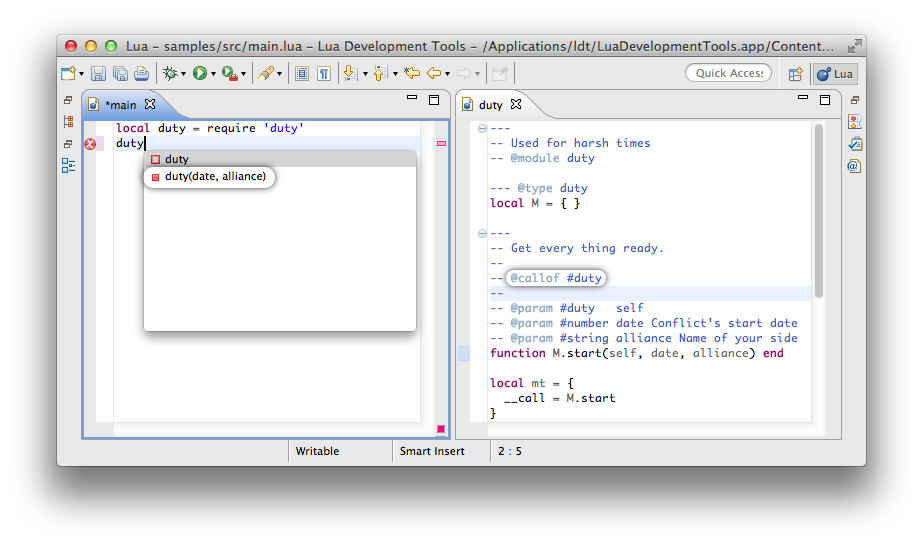 Lua – samples/src/main.lua – Lua Development Tools – /Applications/ldt/LuaDevelopmentTools.app/Content...
Quick Access
Lua
*main
local duty = require 'duty'
duty
duty
duty(date, alliance)
duty
---
-- Used for harsh times
-- @module duty
--- @type duty
local M = { }
---
-- Get every thing ready.
--
-- @callof #duty
--
-- @param #duty   self
-- @param #number date Conflict's start date
-- @param #string alliance Name of your side
function M.start(self, date, alliance) end
local mt = {
  __call = M.start
}
Writable
Smart Insert
2 : 5